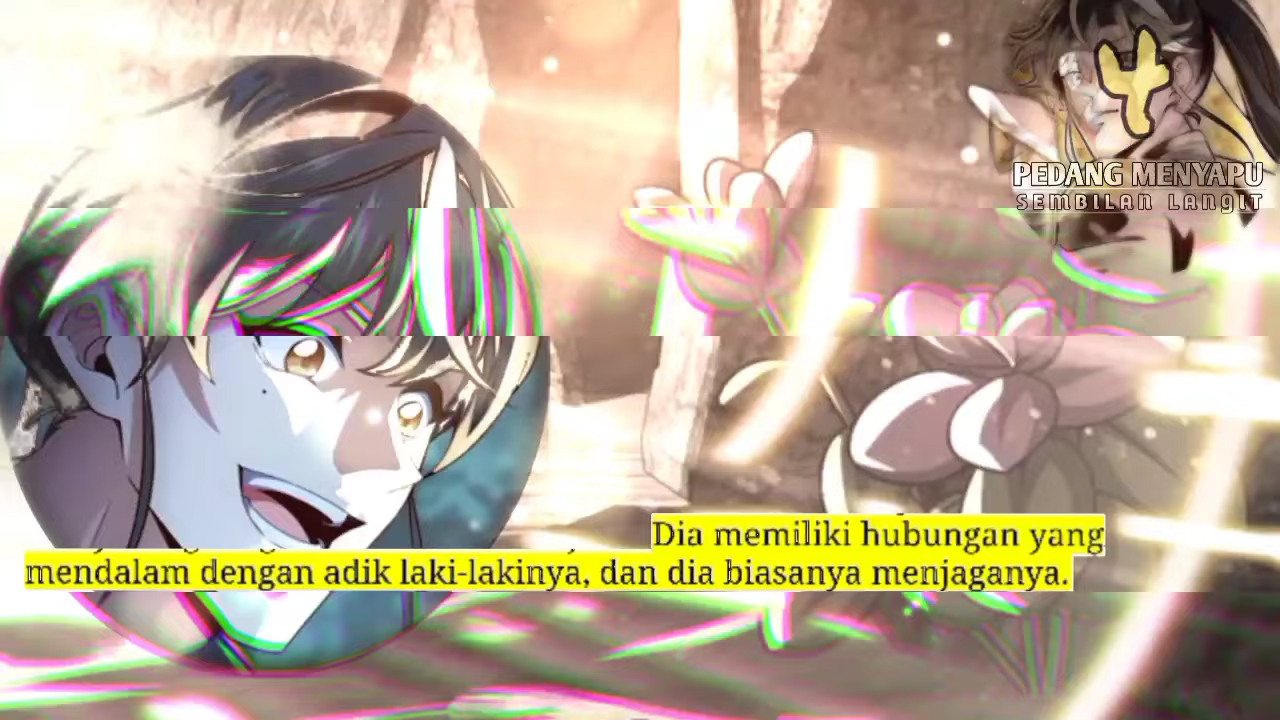 PEDANG MENYAPU
SEMBILAN LANGIT
Dia memiliki hubungan yang
mendalam dengan adik laki-lakinya, dan dia biasanya menjaganya.